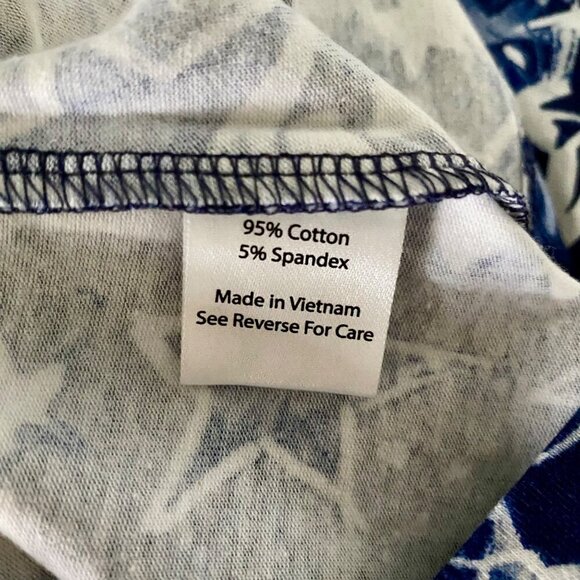 95% Cotton
5% Spandex
Made in Vietnam
See Reverse For Care